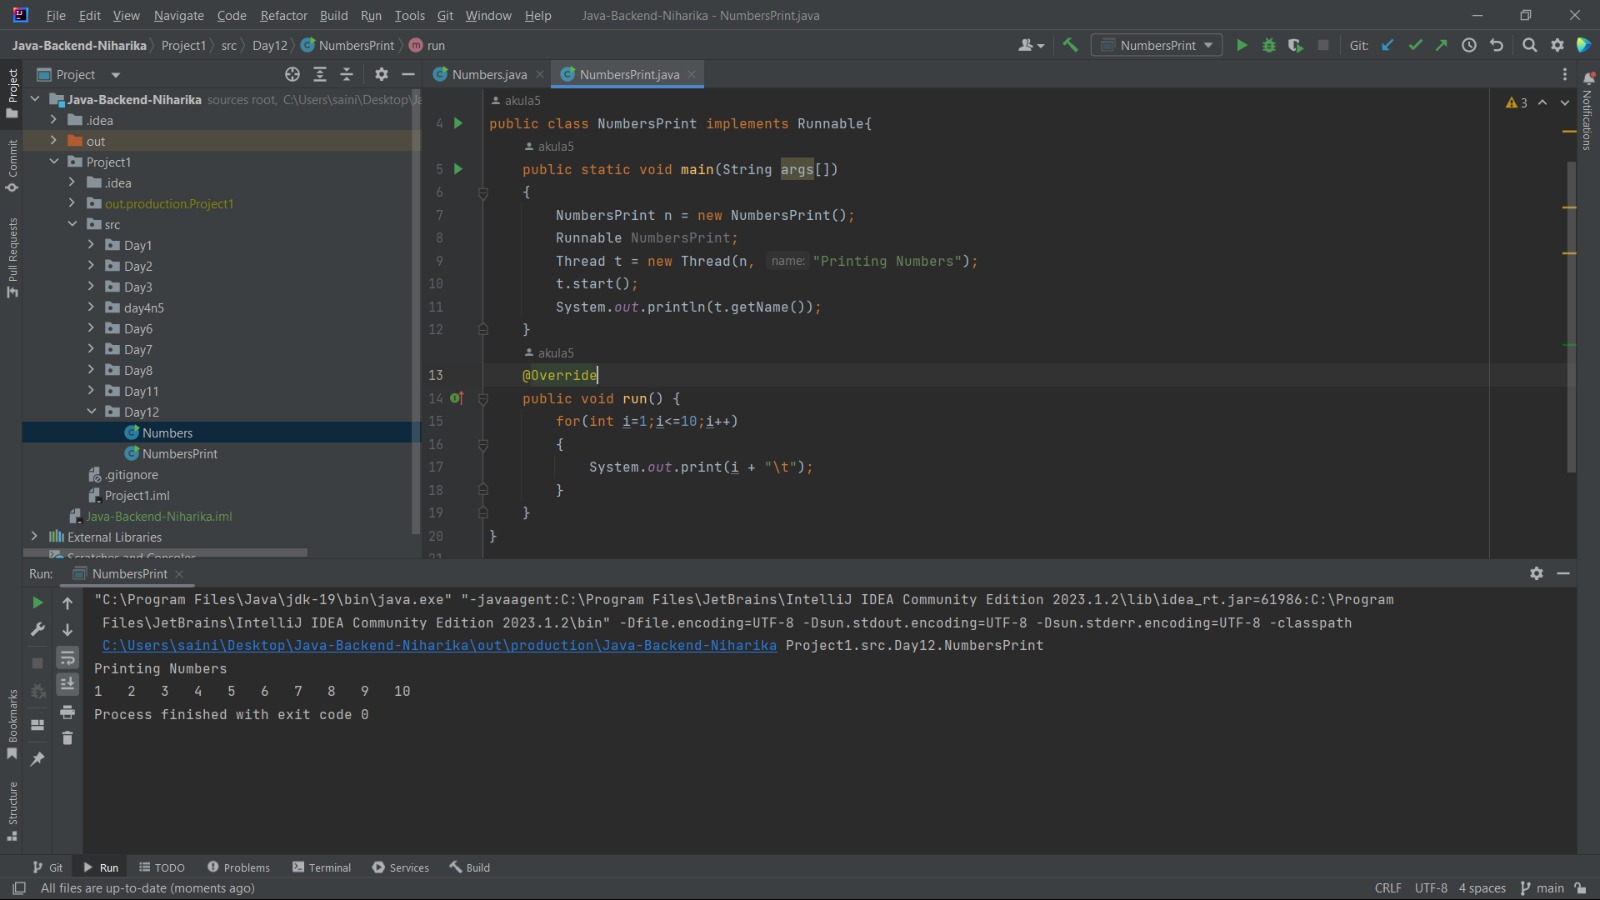 File Edit View Navigate Code Refactor Build Run Tools Git Window Help Java-Backend-Niharika - NumbersPrint.java
Java-Backend-Niharika Project1 src Day12 NumbersPrint run NumbersPrint Git:
Project Numbers.java NumbersPrint.java
Project
Commit
Pull Requests
Bookmarks
Structure
Notifications
Java-Backend-Niharika sources root, C:\Users\saini\Desktop\Ja
.idea
out
Project1
.idea
out.production.Project1
src
Day1
Day2
Day3
day4n5
Day6
Day7
Day8
Day11
Day12
Numbers
NumbersPrint
.gitignore
Project1.iml
Java-Backend-Niharika.iml
External Libraries
Scratches and Consoles
akula5
3
4 public class NumbersPrint implements Runnable{
akula5
5 public static void main(String args[])
6 {
7 NumbersPrint n = new NumbersPrint();
8 Runnable NumbersPrint;
9 Thread t = new Thread(n, name: "Printing Numbers");
10 t.start();
11 System.out.println(t.getName());
12 }
akula5
13 @Override
14 public void run() {
15 for(int i=1;i<=10;i++)
16 {
17 System.out.print(i + "\t");
18 }
19 }
20 }
21
Run: NumbersPrint
"C:\Program Files\Java\jdk-19\bin\java.exe" "-javaagent:C:\Program Files\JetBrains\IntelliJ IDEA Community Edition 2023.1.2\lib\idea_rt.jar=61986:C:\Program
Files\JetBrains\IntelliJ IDEA Community Edition 2023.1.2\bin" -Dfile.encoding=UTF-8 -Dsun.stdout.encoding=UTF-8 -Dsun.stderr.encoding=UTF-8 -classpath
C:\Users\saini\Desktop\Java-Backend-Niharika\out\production\Java-Backend-Niharika Project1.src.Day12.NumbersPrint
Printing Numbers
1 2 3 4 5 6 7 8 9 10
Process finished with exit code 0
Git Run TODO Problems Terminal Services Build
All files are up-to-date (moments ago) CRLF UTF-8 4 spaces main